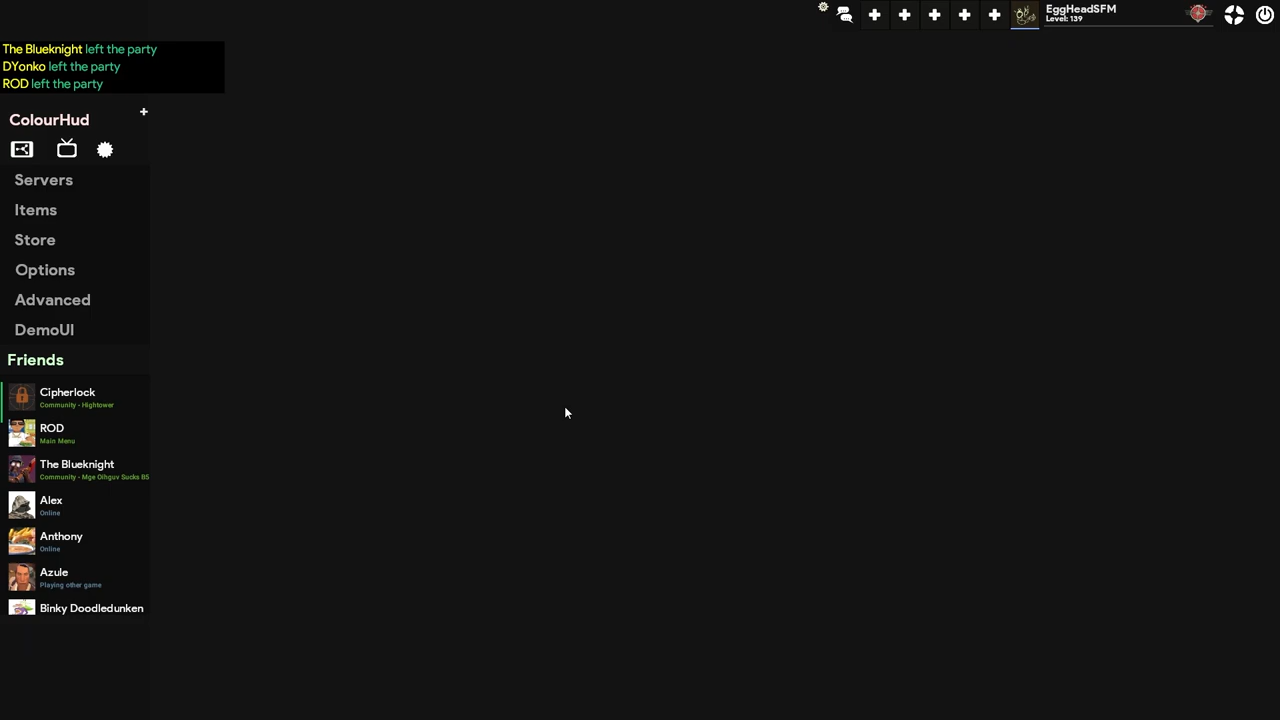 EggHeadSFM
Level: 139
The Blueknight left the party
DYonko left the party
ROD left the party
ColourHud
Servers
Items
Store
Options
Advanced
DemoUI
Friends
Cipherlock
Community - Hightower
ROD
Main Menu
The Blueknight
Community - Mge Oihguv Sucks B5
Alex
Online
Anthony
Online
Azule
Playing other game
Binky Doodledunken